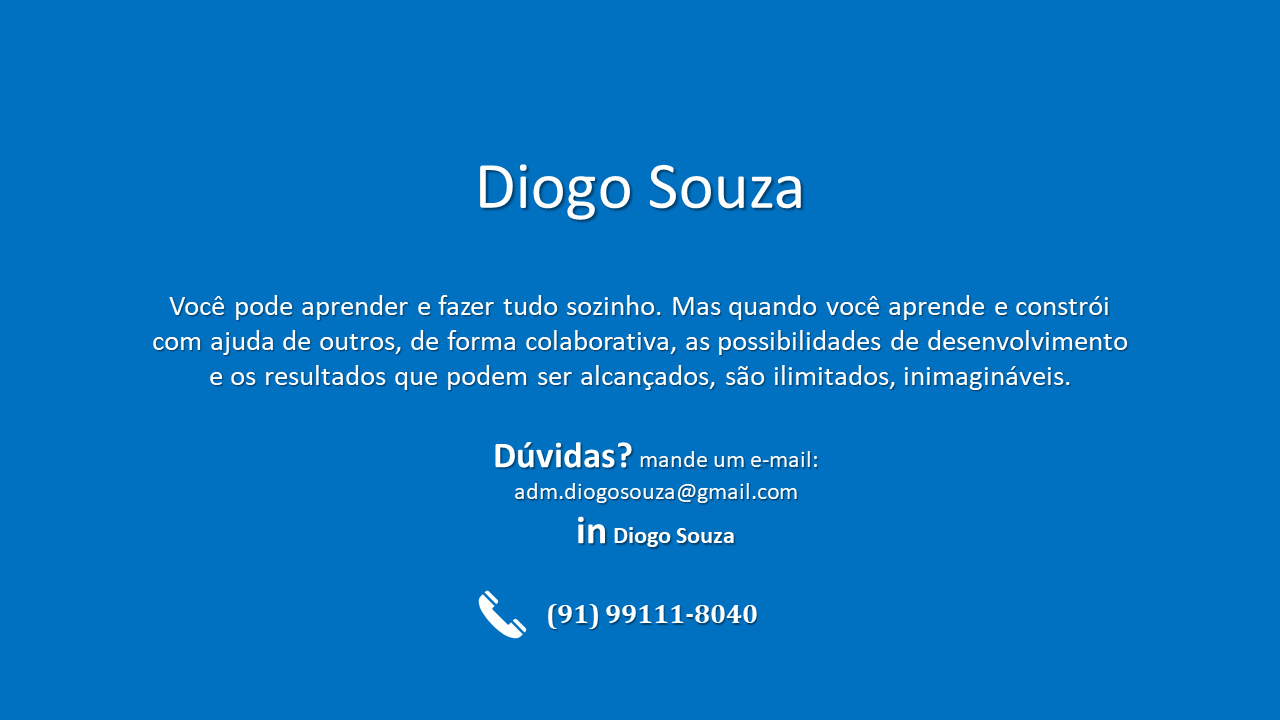 Diogo Souza
Você pode aprender e fazer tudo sozinho. Mas quando você aprende e constrói
com ajuda de outros, de forma colaborativa, as possibilidades de desenvolvimento
e os resultados que podem ser alcançados, são ilimitados, inimagináveis.
Dúvidas? mande um e-mail:
adm.diogosouza@gmail.com
in Diogo Souza
(91) 99111-8040